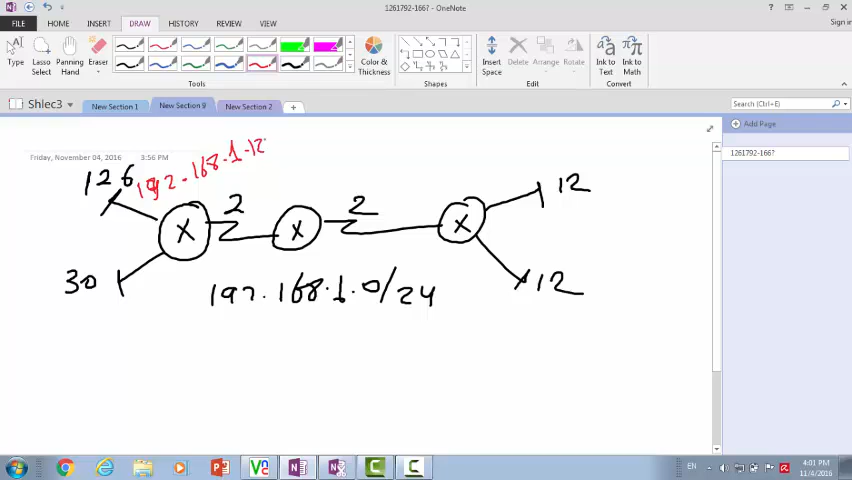 1261792-166? - OneNote
FILE HOME INSERT DRAW HISTORY REVIEW VIEW
Sign in
Type
Lasso Select
Panning Hand
Eraser
Color & Thickness
Insert Space
Delete
Arrange
Rotate
Ink to Text
Ink to Math
Tools
Shapes
Edit
Convert
Shlec3
New Section 1
New Section 9
New Section 2
Search (Ctrl+E)
Add Page
1261792-166?
Friday, November 04, 2016 3:56 PM
126
192.168.1.12
2
2
12
X
X
X
30
192.168.1.0/24
12
EN
4:01 PM
11/4/2016